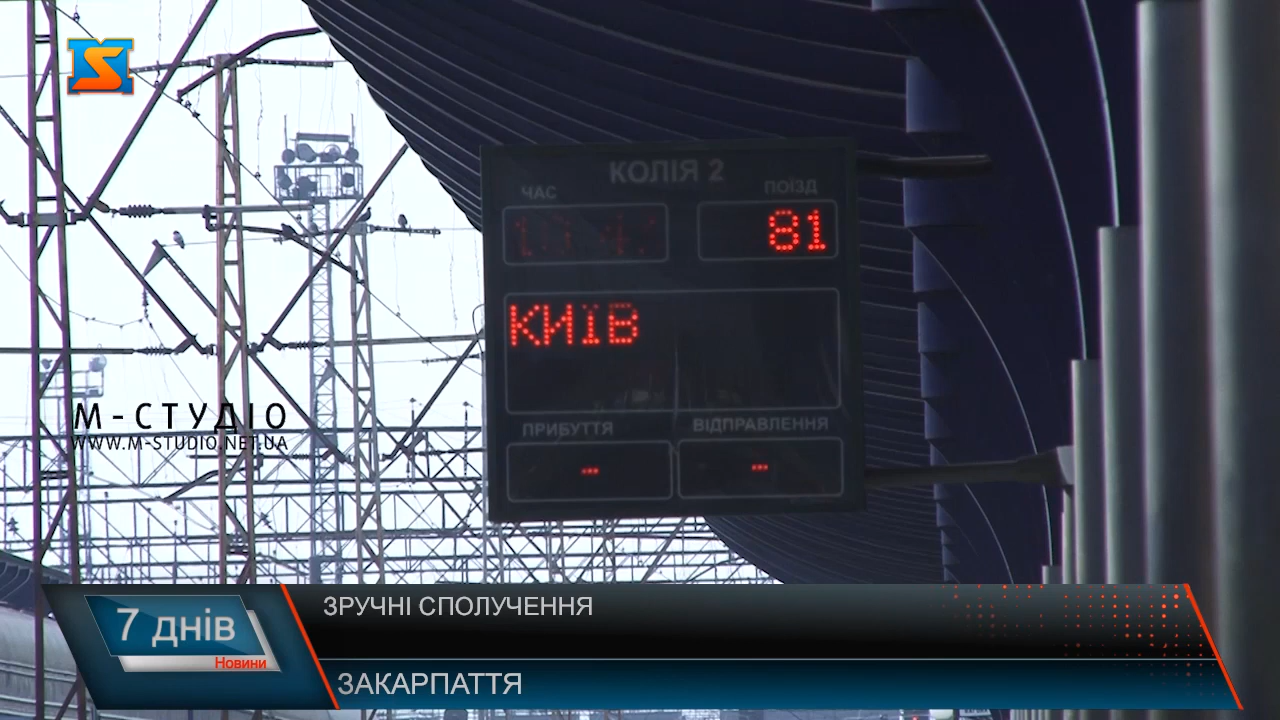 КОЛІЯ 2
ЧАС
ПОЇЗД
81
КИЇВ
ПРИБУТТЯ
ВІДПРАВЛЕННЯ
--
--
М-СТУДІО
WWW.M-STUDIO.NET.UA
7 днів
Новини
ЗРУЧНІ СПОЛУЧЕННЯ
ЗАКАРПАТТЯ